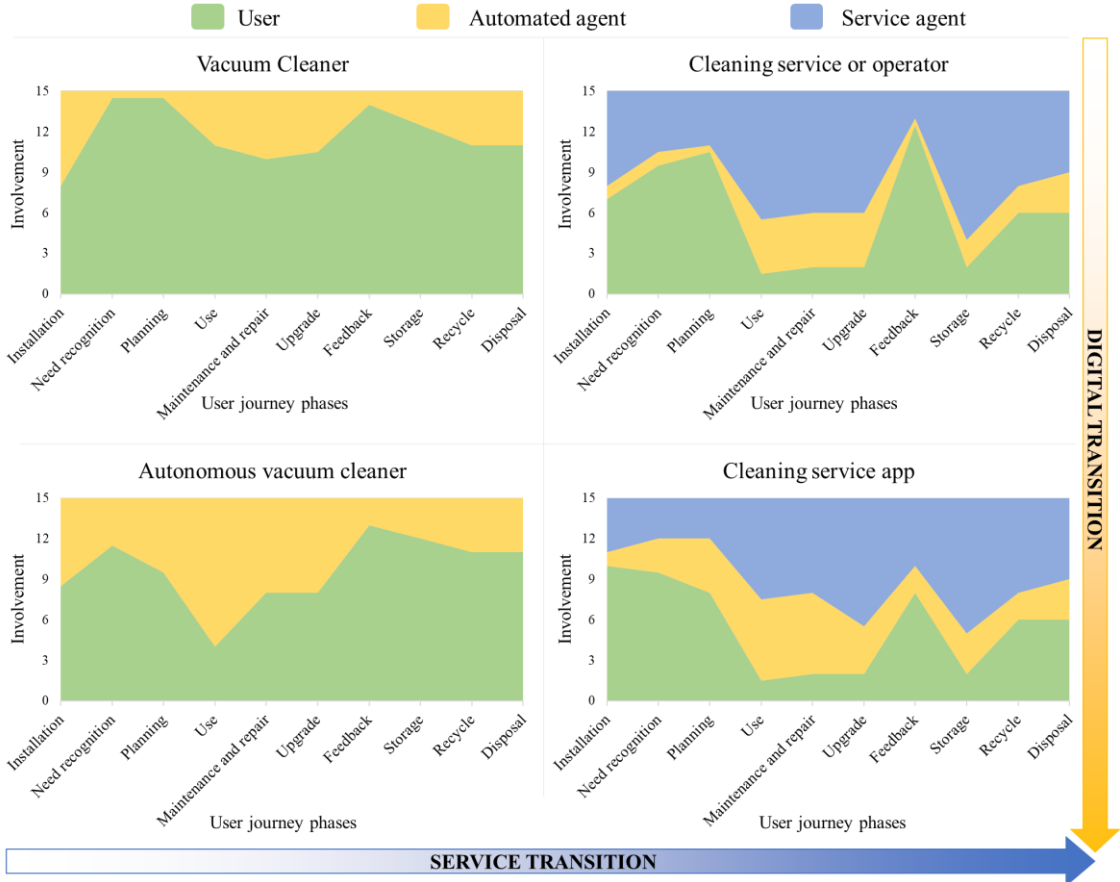 User
Automated agent
Service agent
Vacuum Cleaner
Involvement
15
12
9
6
3
0
Installation
Need recognition
Planning
Use
Maintenance and repair
Upgrade
Feedback
Storage
Recycle
Disposal
User journey phases
Cleaning service or operator
Involvement
15
12
9
6
3
0
Installation
Need recognition
Planning
Use
Maintenance and repair
Upgrade
Feedback
Storage
Recycle
Disposal
User journey phases
Autonomous vacuum cleaner
Involvement
15
12
9
6
3
0
Installation
Need recognition
Planning
Use
Maintenance and repair
Upgrade
Feedback
Storage
Recycle
Disposal
User journey phases
Cleaning service app
Involvement
15
12
9
6
3
0
Installation
Need recognition
Planning
Use
Maintenance and repair
Upgrade
Feedback
Storage
Recycle
Disposal
User journey phases
DIGITAL TRANSITION
SERVICE TRANSITION